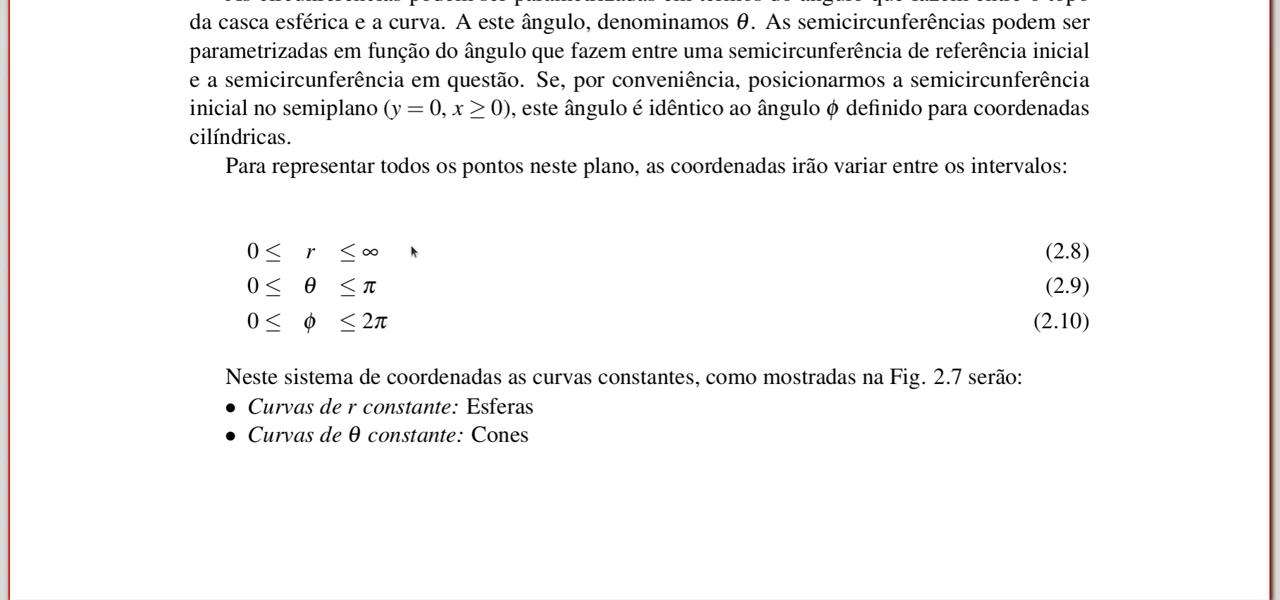 da casca esférica e a curva. A este ângulo, denominamos θ. As semicircunferências podem ser
parametrizadas em função do ângulo que fazem entre uma semicircunferência de referência inicial
e a semicircunferência em questão. Se, por conveniência, posicionarmos a semicircunferência
inicial no semiplano (y = 0, x ≥ 0), este ângulo é idêntico ao ângulo ϕ definido para coordenadas
cilíndricas.
Para representar todos os pontos neste plano, as coordenadas irão variar entre os intervalos:
0 ≤ r ≤ ∞ (2.8)
0 ≤ θ ≤ π (2.9)
0 ≤ ϕ ≤ 2π (2.10)
Neste sistema de coordenadas as curvas constantes, como mostradas na Fig. 2.7 serão:
• Curvas de r constante: Esferas
• Curvas de θ constante: Cones